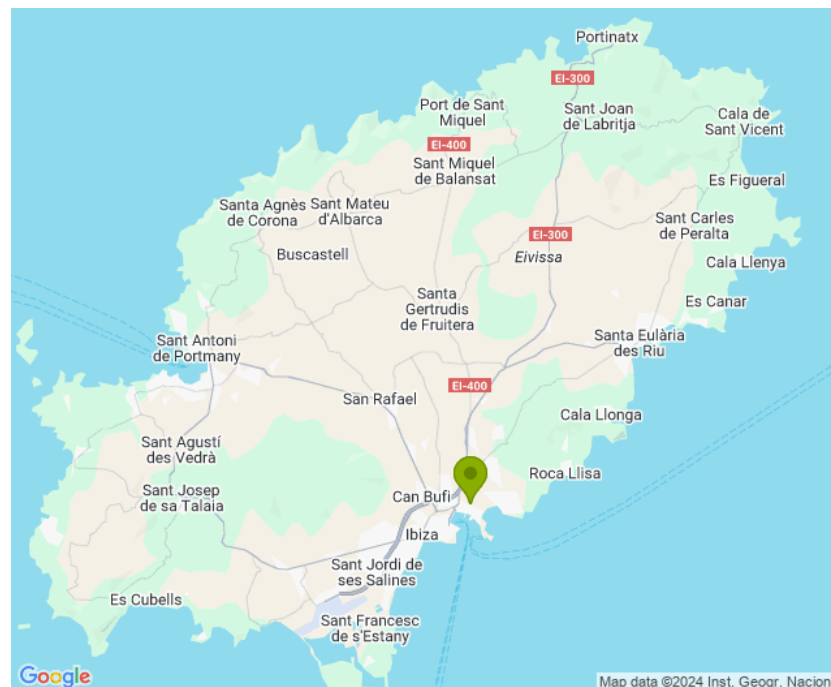 Portinatx
EI-300
Port de Sant
Miquel
Sant Joan
de Labritja
Cala de
Sant Vicent
EI-400
Sant Miquel
de Balansat
Es Figueral
Santa Agnès
de Corona
Sant Mateu
d'Albarca
Sant Carles
de Peralta
EI-300
Buscastell
Eivissa
Cala Llenya
Santa
Gertrudis
de Fruitera
Es Canar
Sant Antoni
de Portmany
Santa Eulària
des Riu
EI-400
San Rafael
Cala Llonga
Sant Agustí
des Vedrà
Roca Llisa
Sant Josep
de sa Talaia
Can Bufi
Ibiza
Sant Jordi de
ses Salines
Es Cubells
Sant Francesc
de s'Estany
Google
Map data ©2024 Inst. Geogr. Nacion